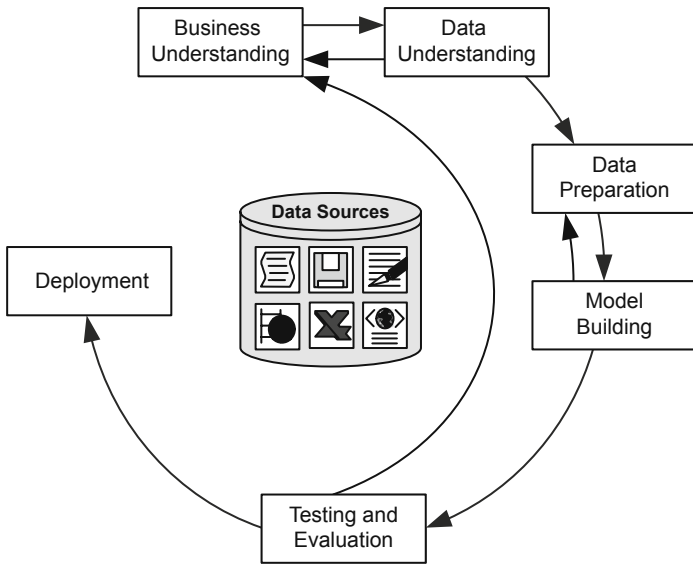 Business
Understanding
Data
Understanding
Data
Preparation
Data Sources
Deployment
Model
Building
Testing and
Evaluation